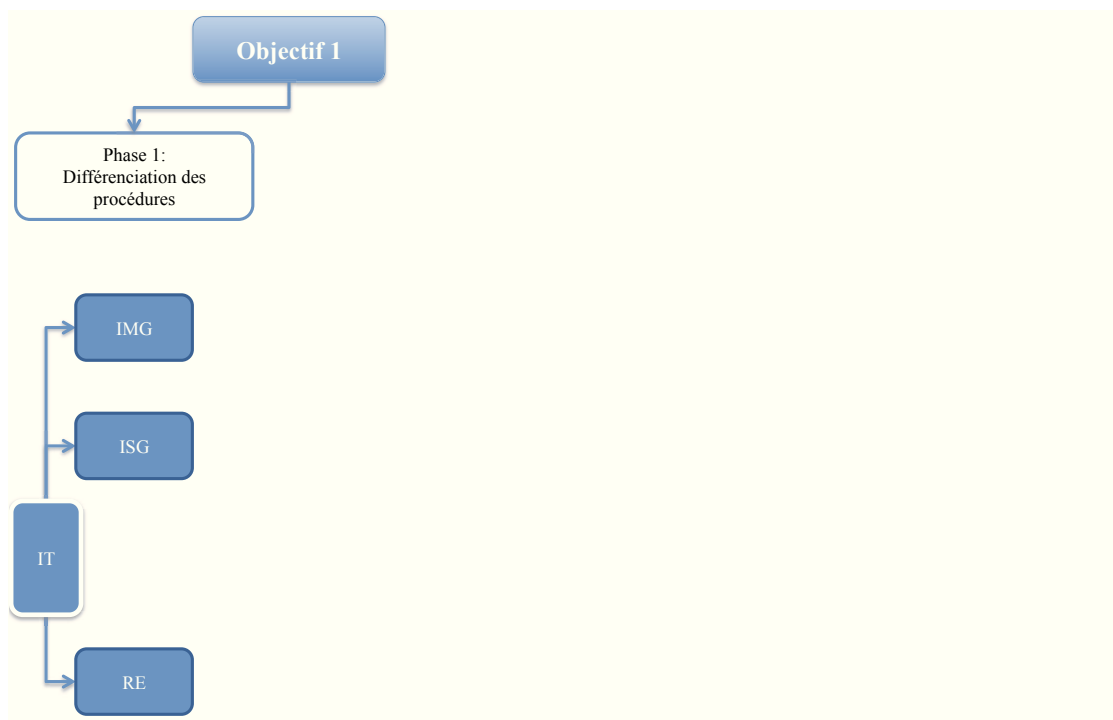 Objectif 1
Phase 1:
Différenciation des
procédures
IMG
ISG
IT
RE